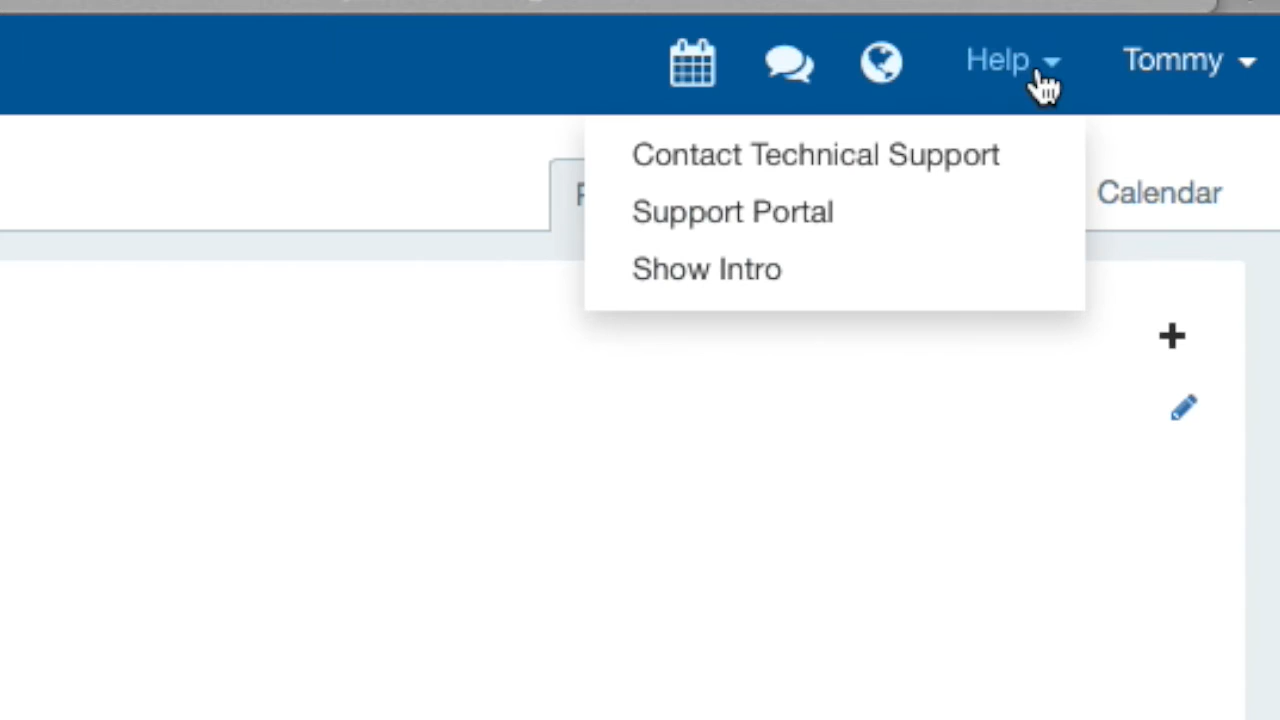 Help Tommy
Contact Technical Support
Support Portal
Show Intro
Calendar